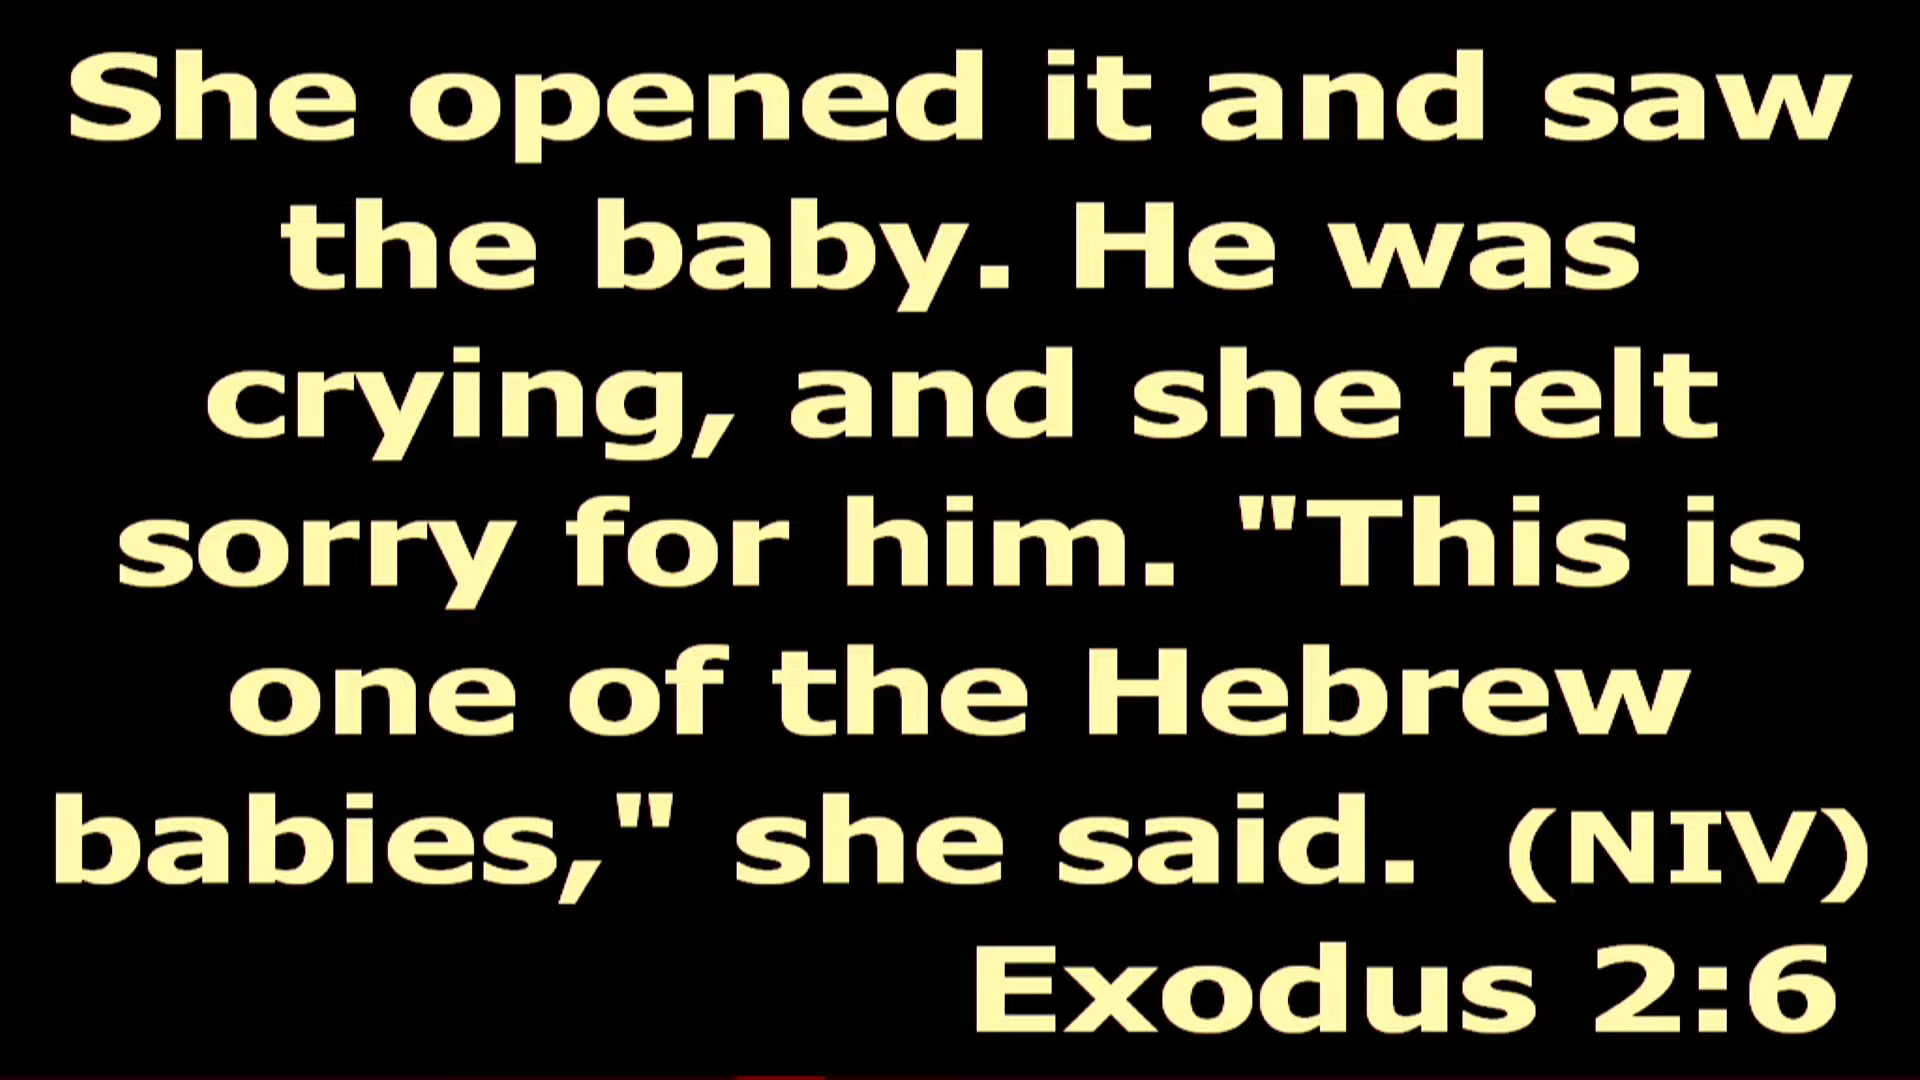 She opened it and saw
the baby. He was
crying, and she felt
sorry for him. "This is
one of the Hebrew
babies," she said. (NIV)
Exodus 2:6